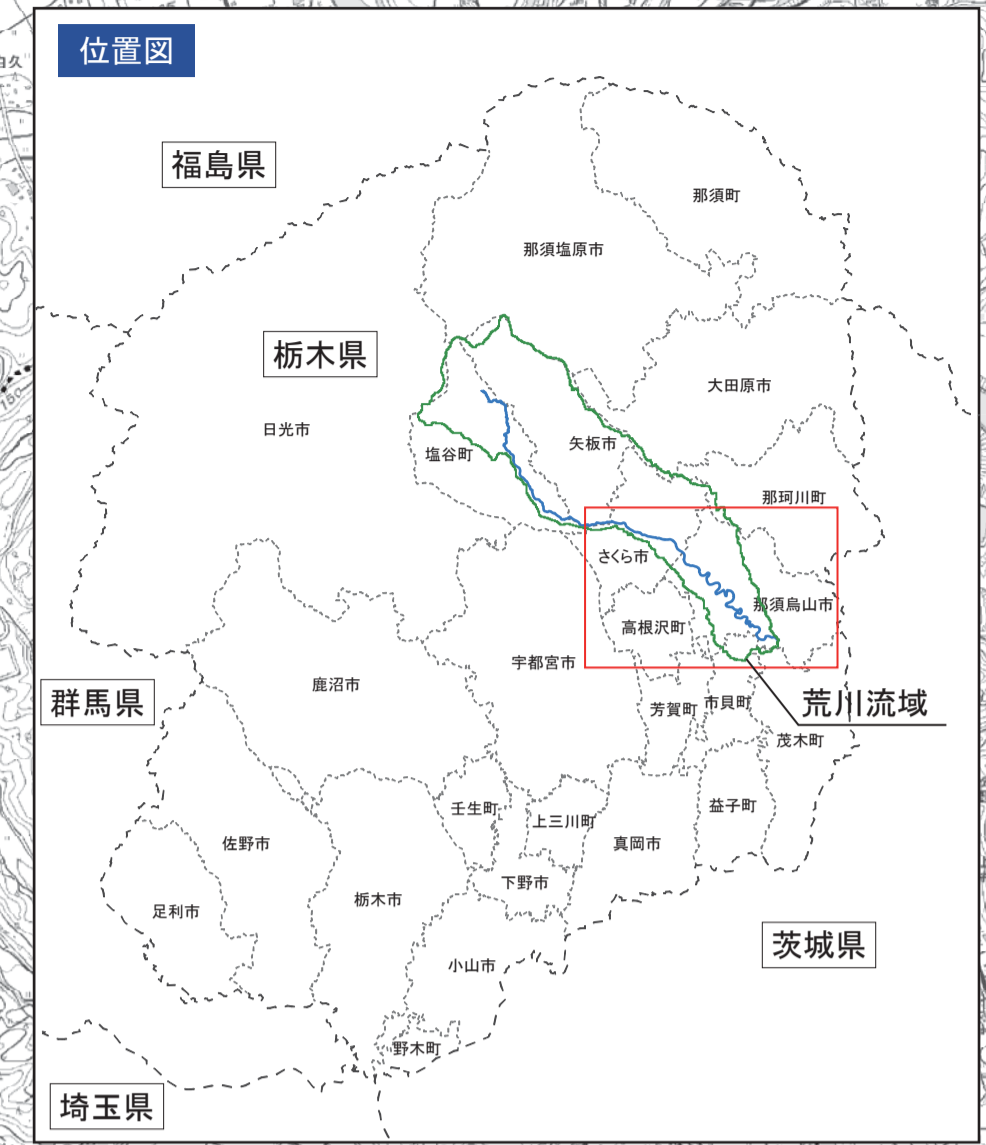 位置図
福島県
那須町
那須塩原市
栃木県
大田原市
日光市
矢板市
塩谷町
那珂川町
さくら市
那須烏山市
高根沢町
宇都宮市
鹿沼市
群馬県
芳賀町
市貝町
荒川流域
茂木町
壬生町
上三川町
益子町
佐野市
真岡市
下野市
栃木市
足利市
茨城県
小山市
野木町
埼玉県
150